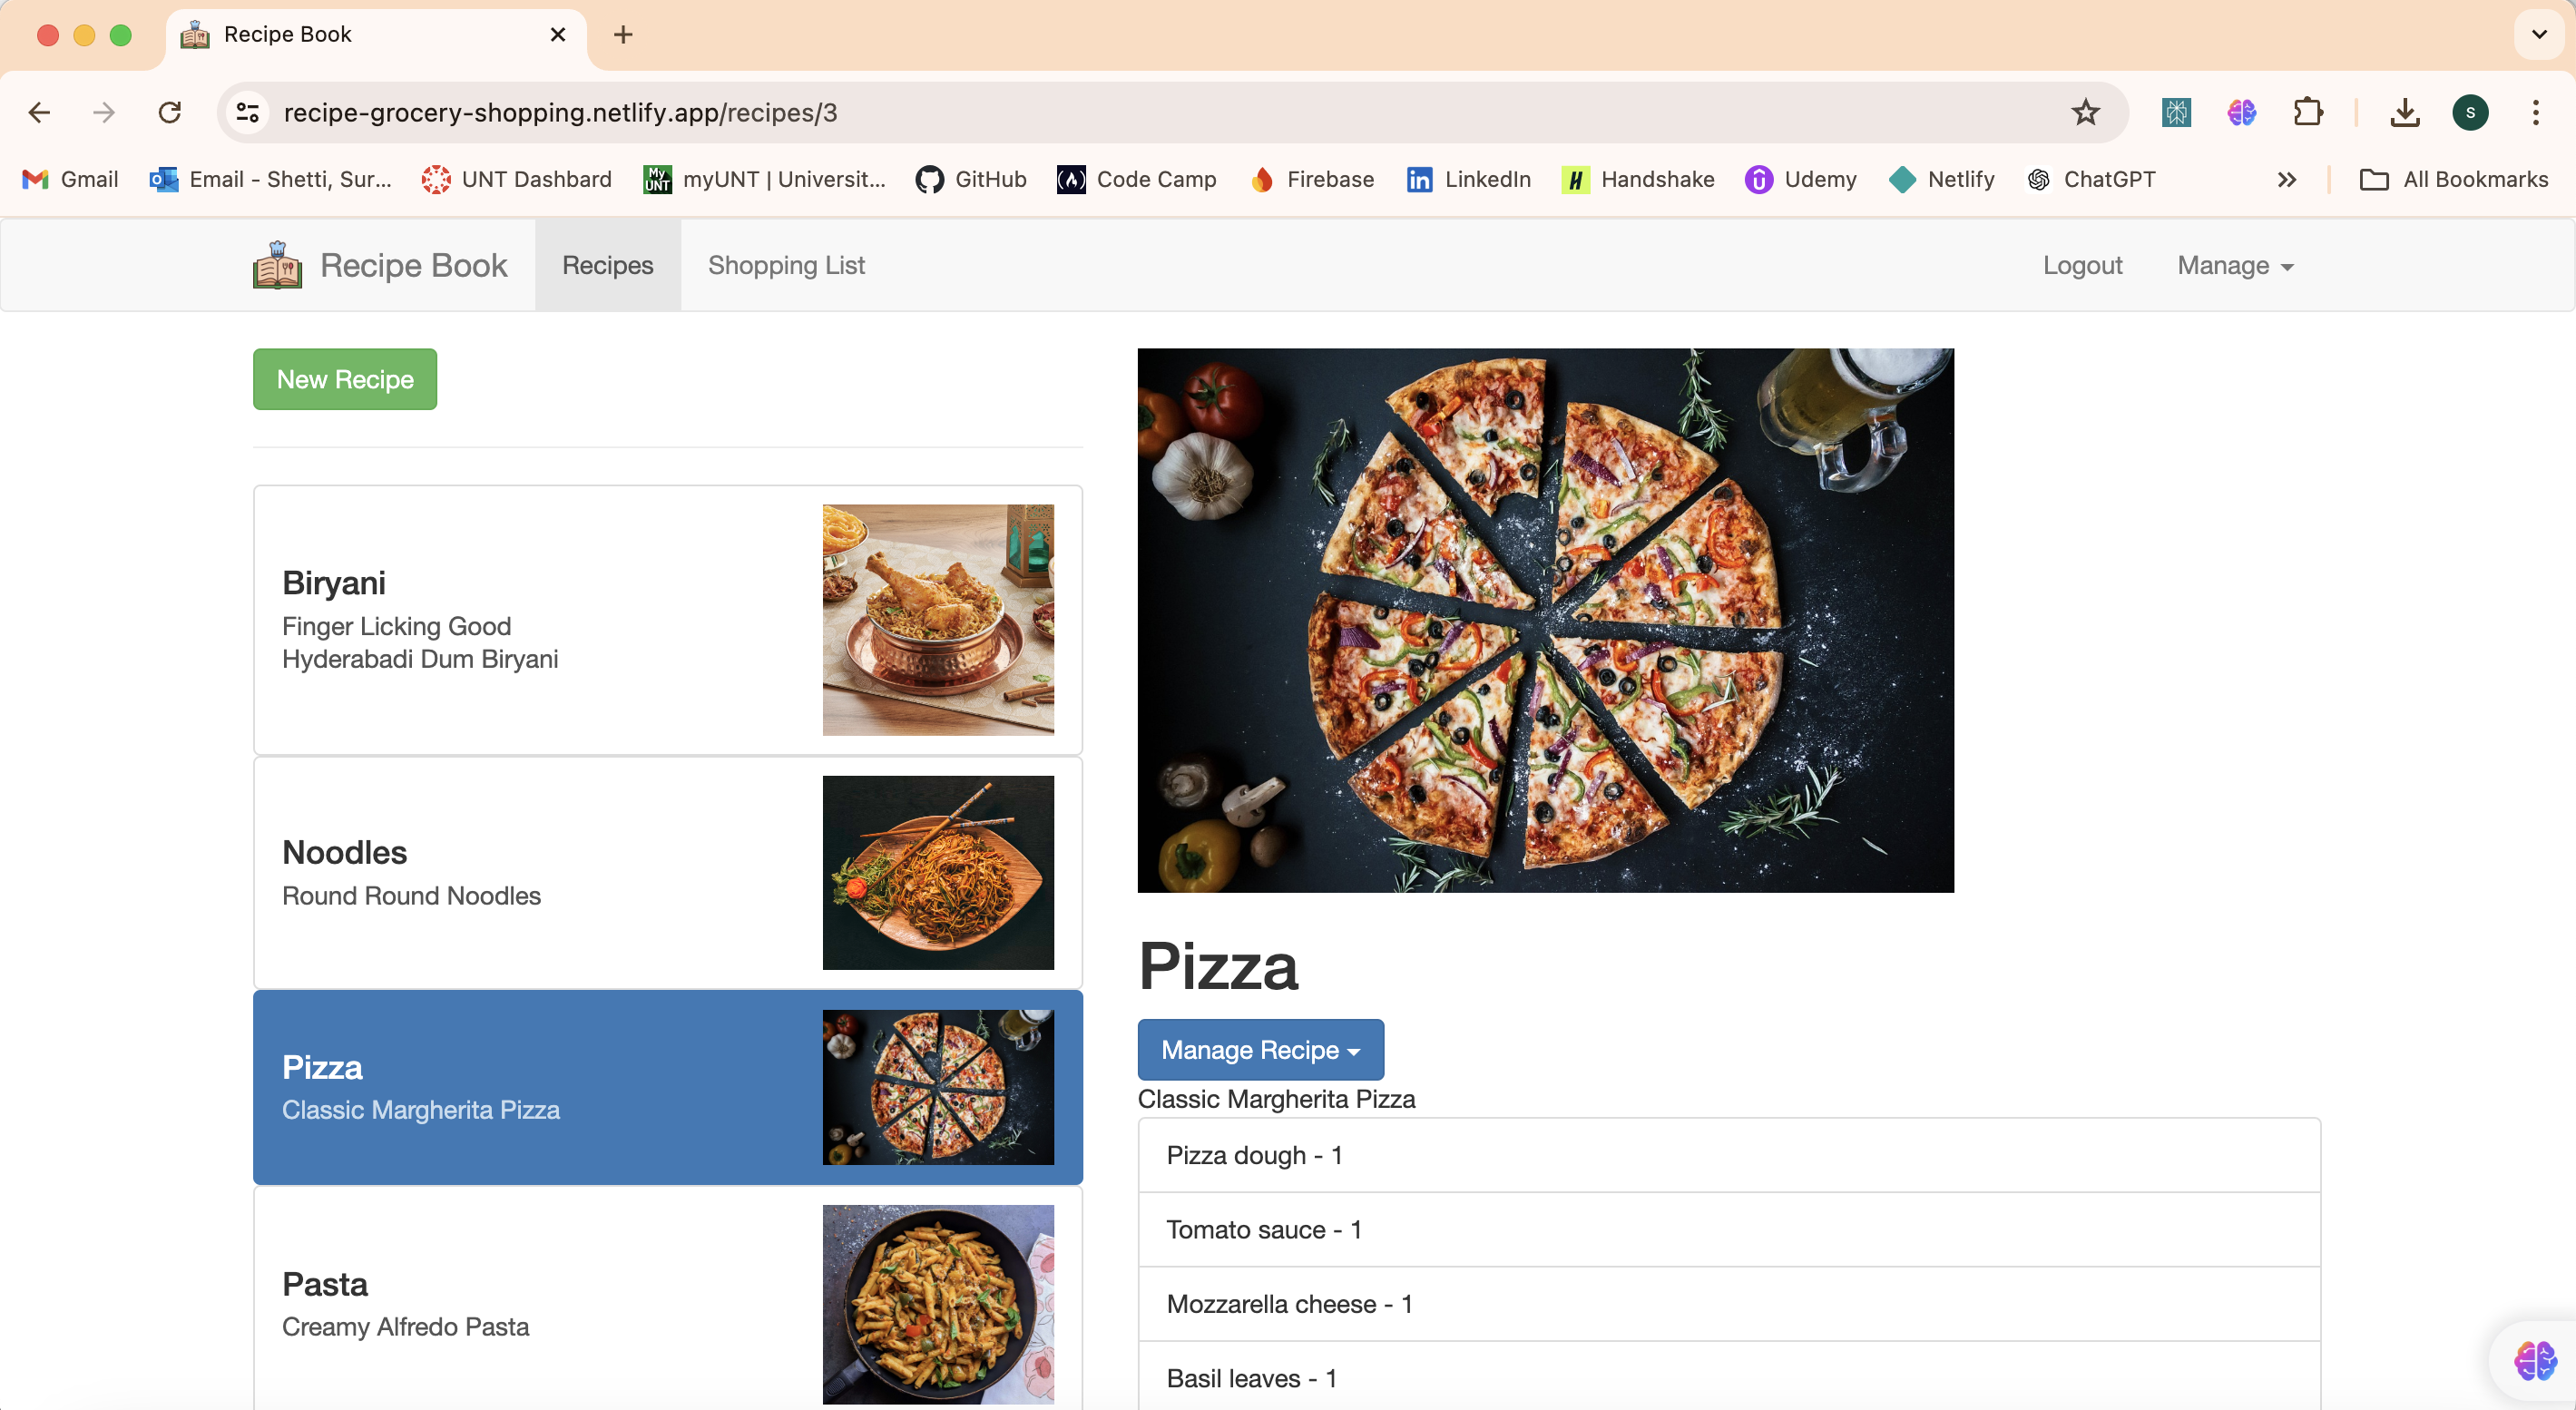 Recipe Book
recipe-grocery-shopping.netlify.app/recipes/3
S
Gmail
Email - Shetti, Sur...
UNT Dashboard
My UNT
myUNT | Universit...
GitHub
Code Camp
Firebase
LinkedIn
Handshake
Udemy
Netlify
ChatGPT
All Bookmarks
Recipe Book
Recipes
Shopping List
Logout
Manage
New Recipe
Biryani
Finger Licking Good
Hyderabadi Dum Biryani
Noodles
Round Round Noodles
Pizza
Classic Margherita Pizza
Pasta
Creamy Alfredo Pasta
Pizza
Manage Recipe
Classic Margherita Pizza
Pizza dough - 1
Tomato sauce - 1
Mozzarella cheese - 1
Basil leaves - 1